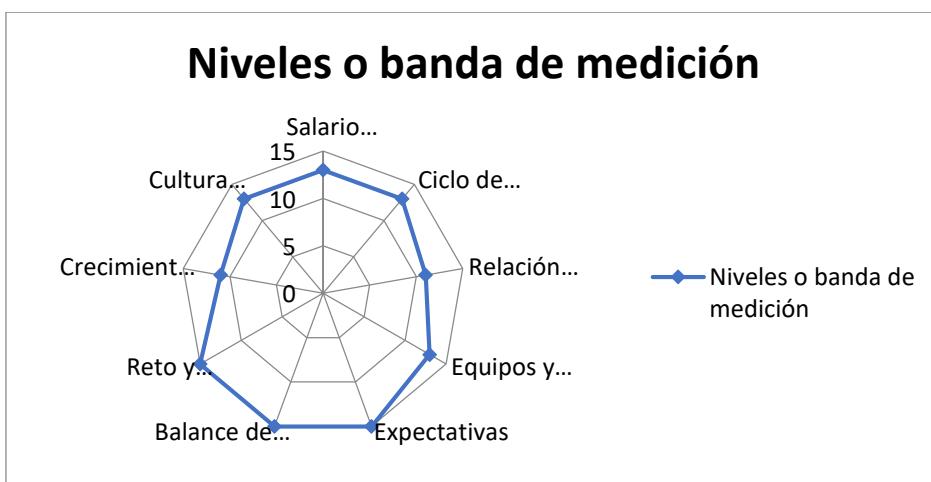 Niveles o banda de medición
Salario...
15
Cultura...
Ciclo de...
10
5
Crecimient...
Relación...
0
Niveles o banda de
medición
Reto y...
Equipos y...
Balance de...
Expectativas